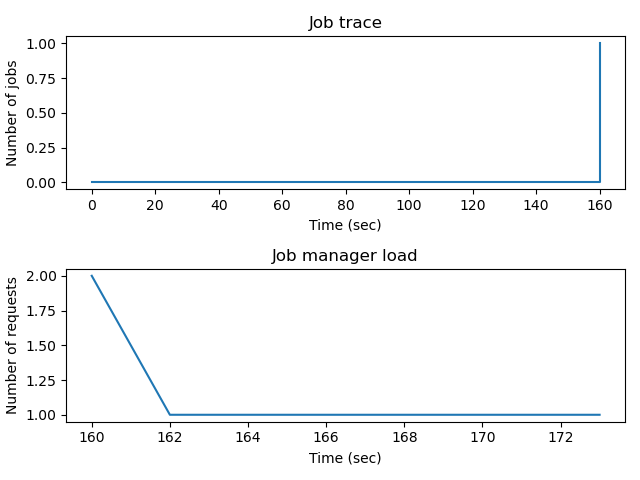 Job trace
1.00
0.75
0.50
0.25
0.00
Number of jobs
0 20 40 60 80 100 120 140 160
Time (sec)
Job manager load
2.00
1.75
1.50
1.25
1.00
Number of requests
160 162 164 166 168 170 172
Time (sec)